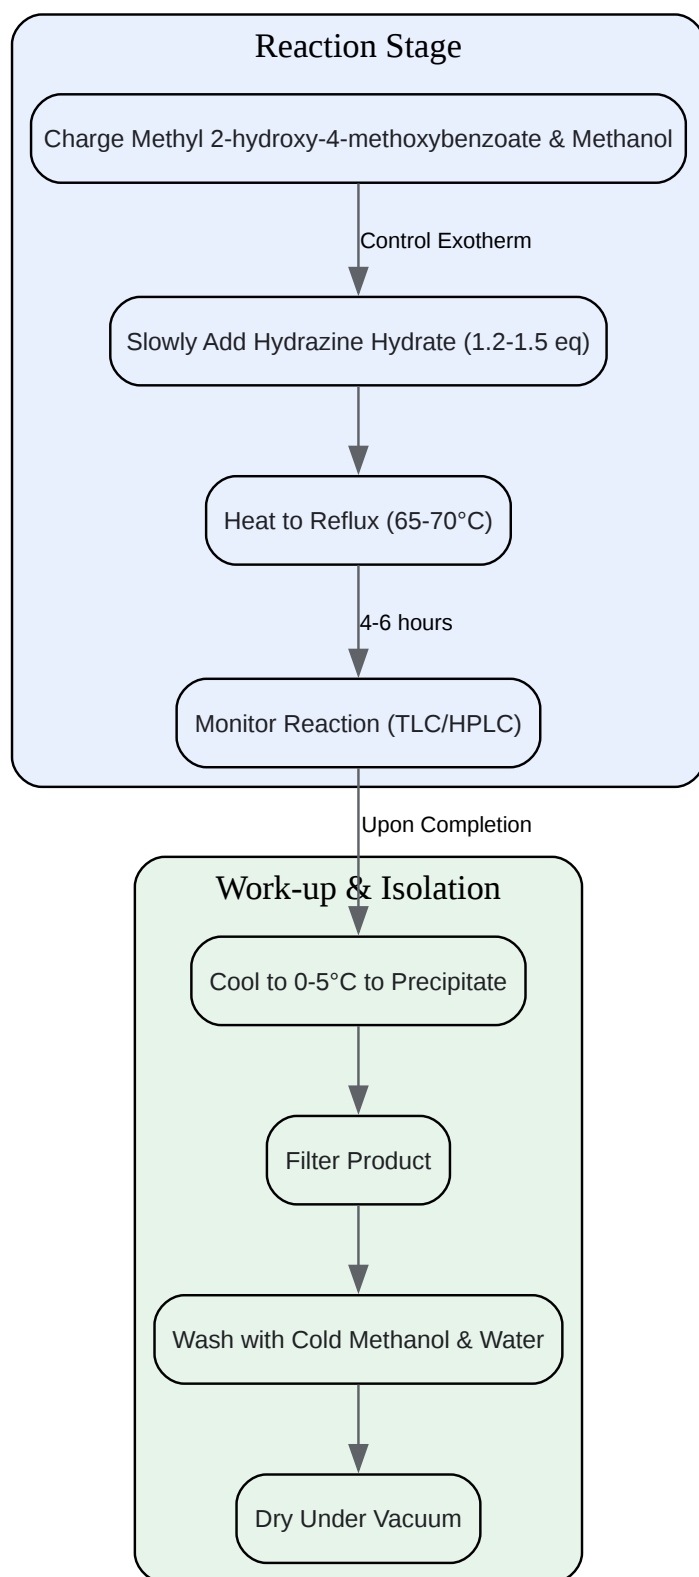 Reaction Stage
Charge Methyl 2-hydroxy-4-methoxybenzoate & Methanol
Control Exotherm
Slowly Add Hydrazine Hydrate (1.2-1.5 eq)
Heat to Reflux (65-70°C)
4-6 hours
Monitor Reaction (TLC/HPLC)
Upon Completion
Work-up & Isolation
Cool to 0-5°C to Precipitate
Filter Product
Wash with Cold Methanol & Water
Dry Under Vacuum